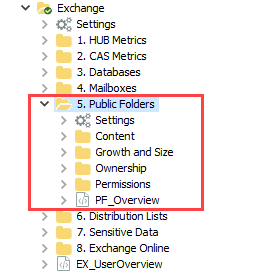 Exchange
Settings
1. HUB Metrics
2. CAS Metrics
3. Databases
4. Mailboxes
5. Public Folders
Settings
Content
Growth and Size
Ownership
Permissions
PF_Overview
6. Distribution Lists
7. Sensitive Data
8. Exchange Online
EX_UserOverview